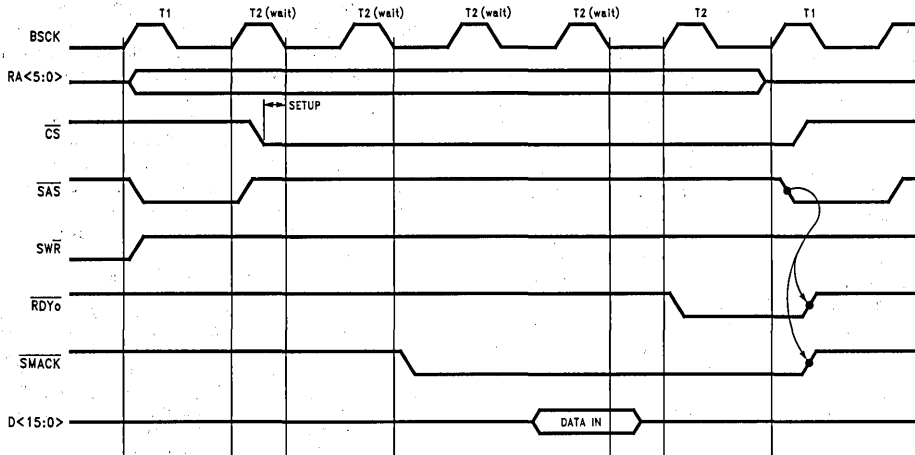 T1 T2 (wait) T2 (wait) T2 (wait) T2 (wait) T2 T1
BSCK
RA<5:0>
SETUP
CS
SAS
SWR
RDYo
SMACK
D<15:0> DATA IN